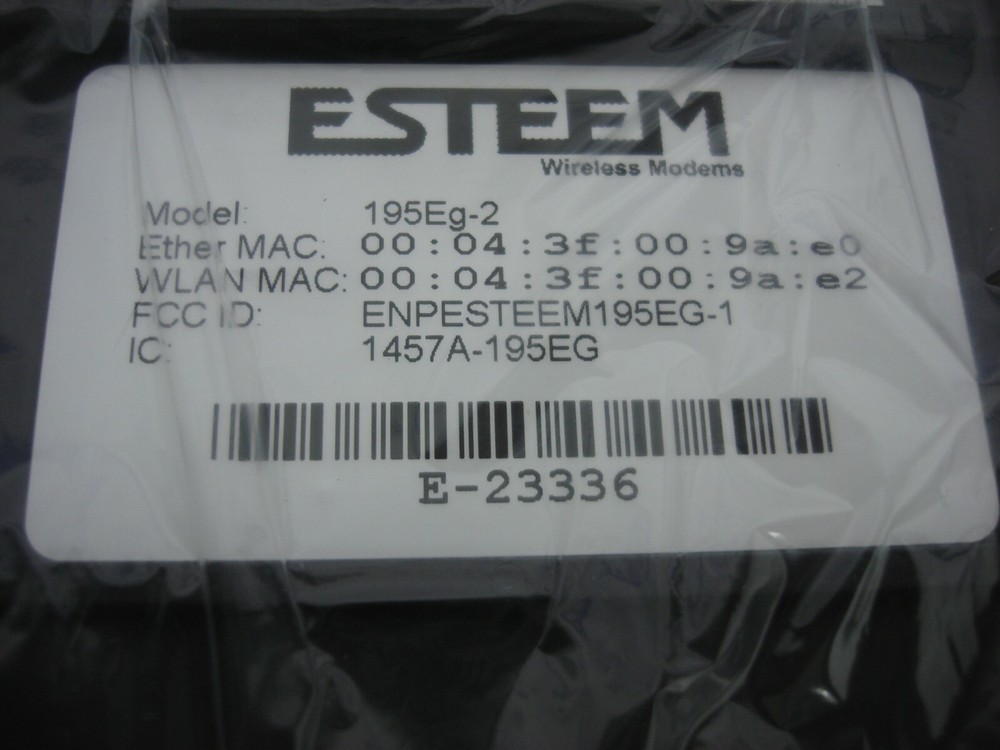 ESTEEM
Wireless Modems
Model: 195Eg-2
Ether MAC: 00:04:3f:00:9a:e0
WLAN MAC: 00:04:3f:00:9a:e2
FCC ID: ENPESTEEM195EG-1
IC: 1457A-195EG
E-23336